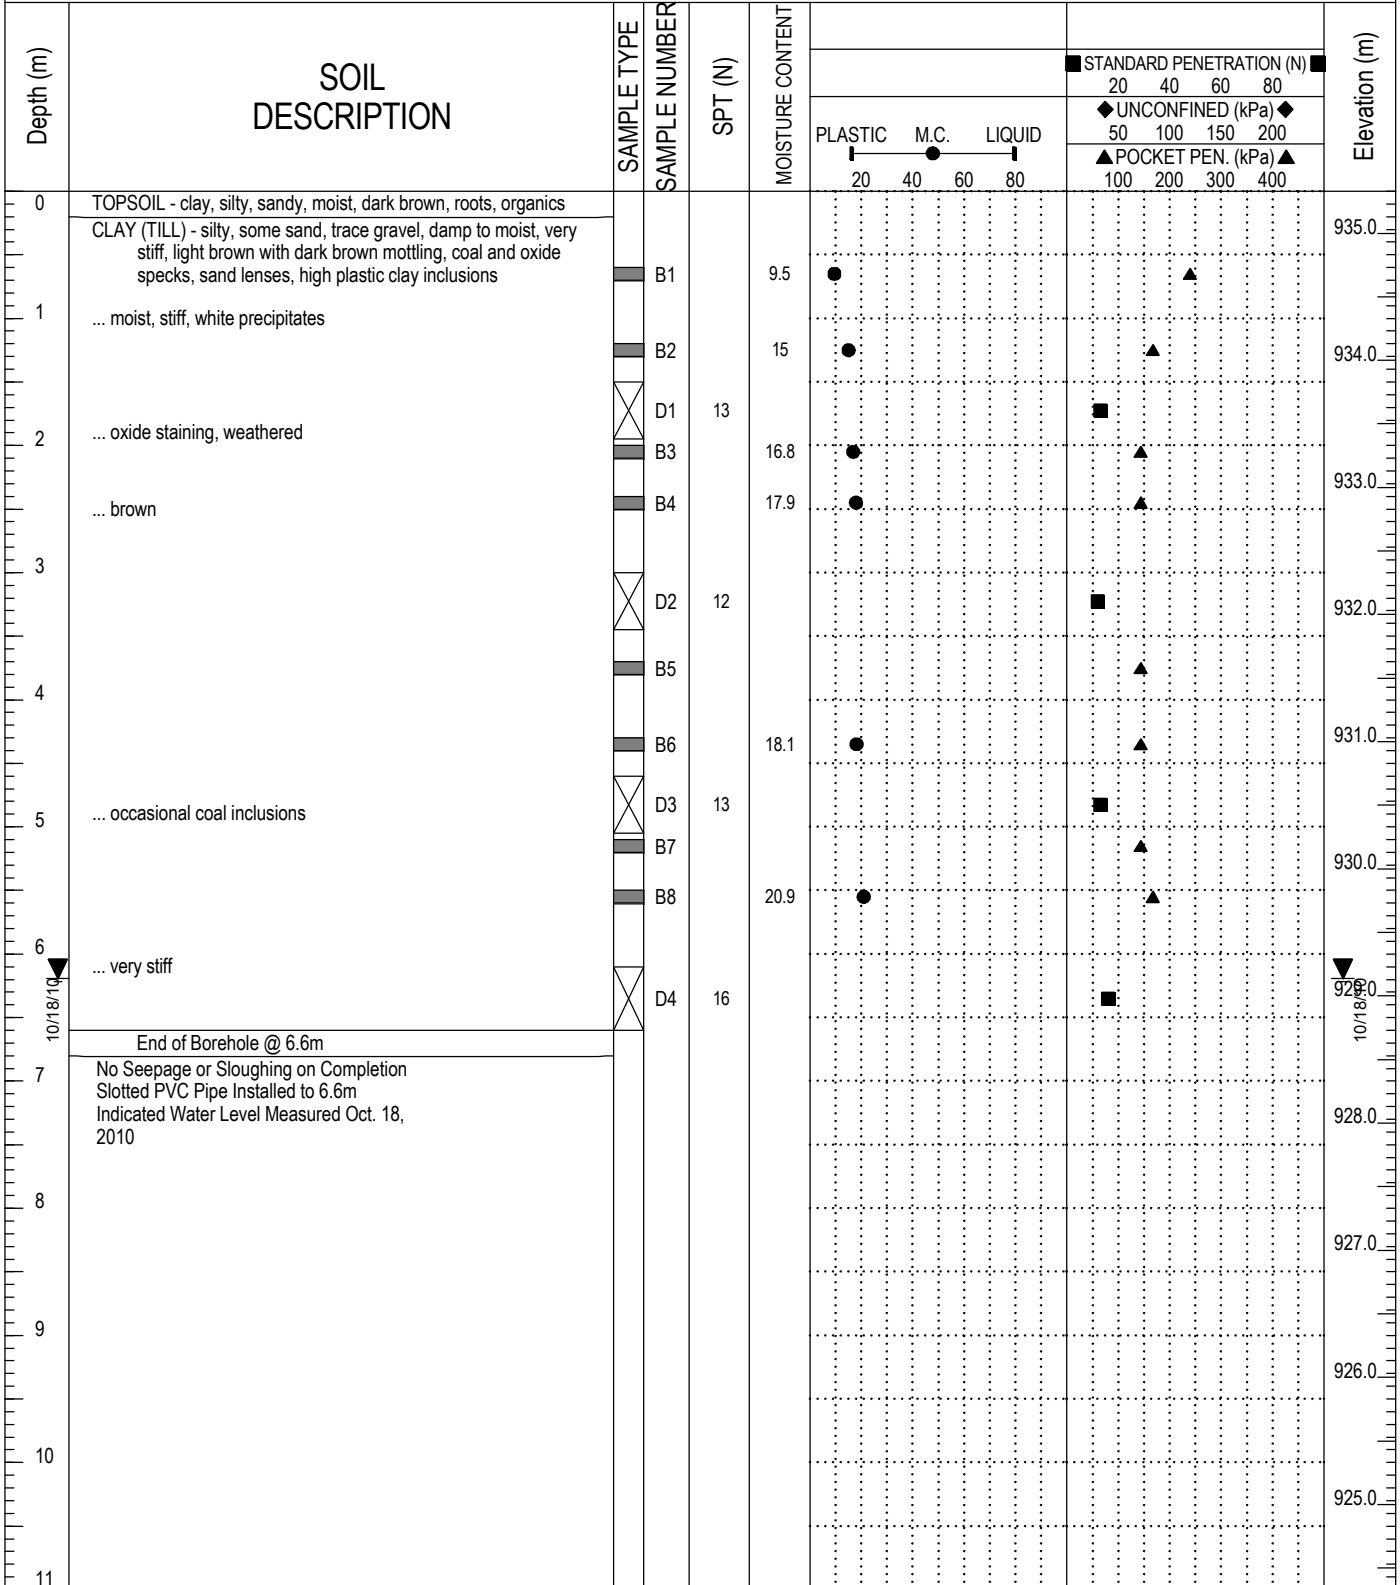 Depth (m)
SOIL
DESCRIPTION
SAMPLE TYPE
SAMPLE NUMBER
SPT (N)
MOISTURE CONTENT
PLASTIC M.C. LIQUID
20 40 60 80
STANDARD PENETRATION (N)
20 40 60 80
UNCONFINED (kPa)
50 100 150 200
POCKET PEN. (kPa)
100 200 300 400
Elevation (m)
0
TOPSOIL - clay, silty, sandy, moist, dark brown, roots, organics
CLAY (TILL) - silty, some sand, trace gravel, damp to moist, very
935.0
stiff, light brown with dark brown mottling, coal and oxide
specks, sand lenses, high plastic clay inclusions
B1 9.5
1
... moist, stiff, white precipitates
B2 15
934.0
D1 13
... oxide staining, weathered
2
B3 16.8
933.0
B4 17.9
... brown
3
D2 12
932.0
B5
4
B6 18.1
931.0
D3 13
... occasional coal inclusions
5
B7
930.0
B8 20.9
6
... very stiff
D4 16
929.0
10/18/10
10/18/10
End of Borehole @ 6.6m
No Seepage or Sloughing on Completion
7
Slotted PVC Pipe Installed to 6.6m
Indicated Water Level Measured Oct. 18,
928.0
2010
8
927.0
9
926.0
10
925.0
11